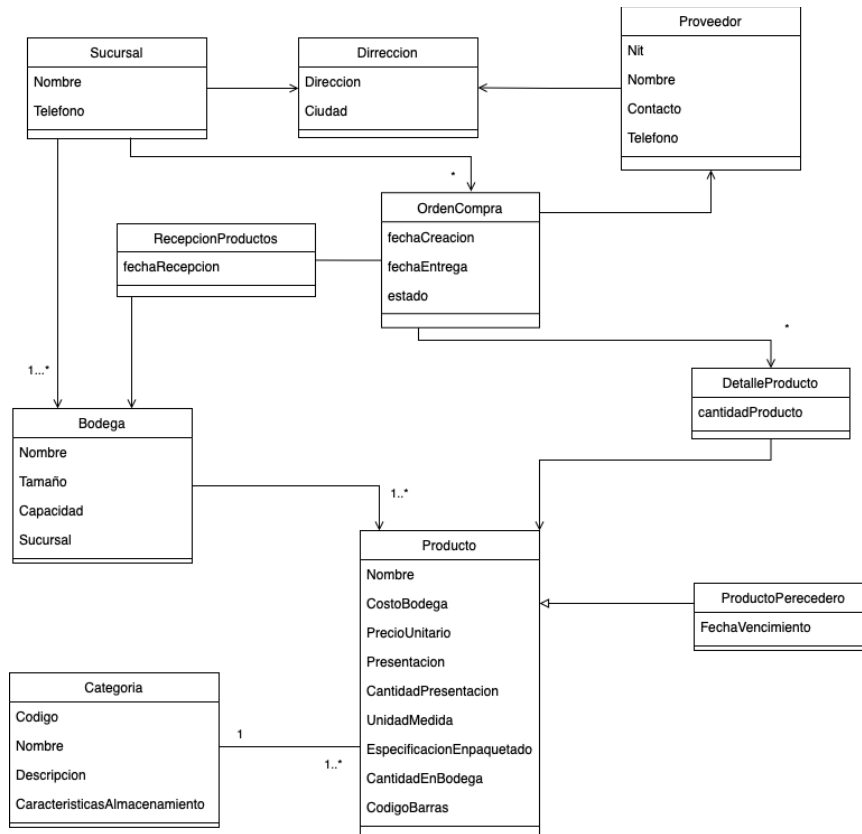 Sucursal
Nombre
Telefono
Dirreccion
Direccion
Ciudad
Proveedor
Nit
Nombre
Contacto
Telefono
*
OrdenCompra
fechaCreacion
fechaEntrega
estado
RecepcionProductos
fechaRecepcion
*
1...*
DetalleProducto
cantidadProducto
Bodega
Nombre
Tamaño
Capacidad
Sucursal
1..*
Producto
Nombre
CostoBodega
PrecioUnitario
Presentacion
CantidadPresentacion
UnidadMedida
EspecificacionEnpaquetado
CantidadEnBodega
CodigoBarras
ProductoPerecedero
FechaVencimiento
Categoria
Codigo
Nombre
Descripcion
CaracteristicasAlmacenamiento
1
1..*